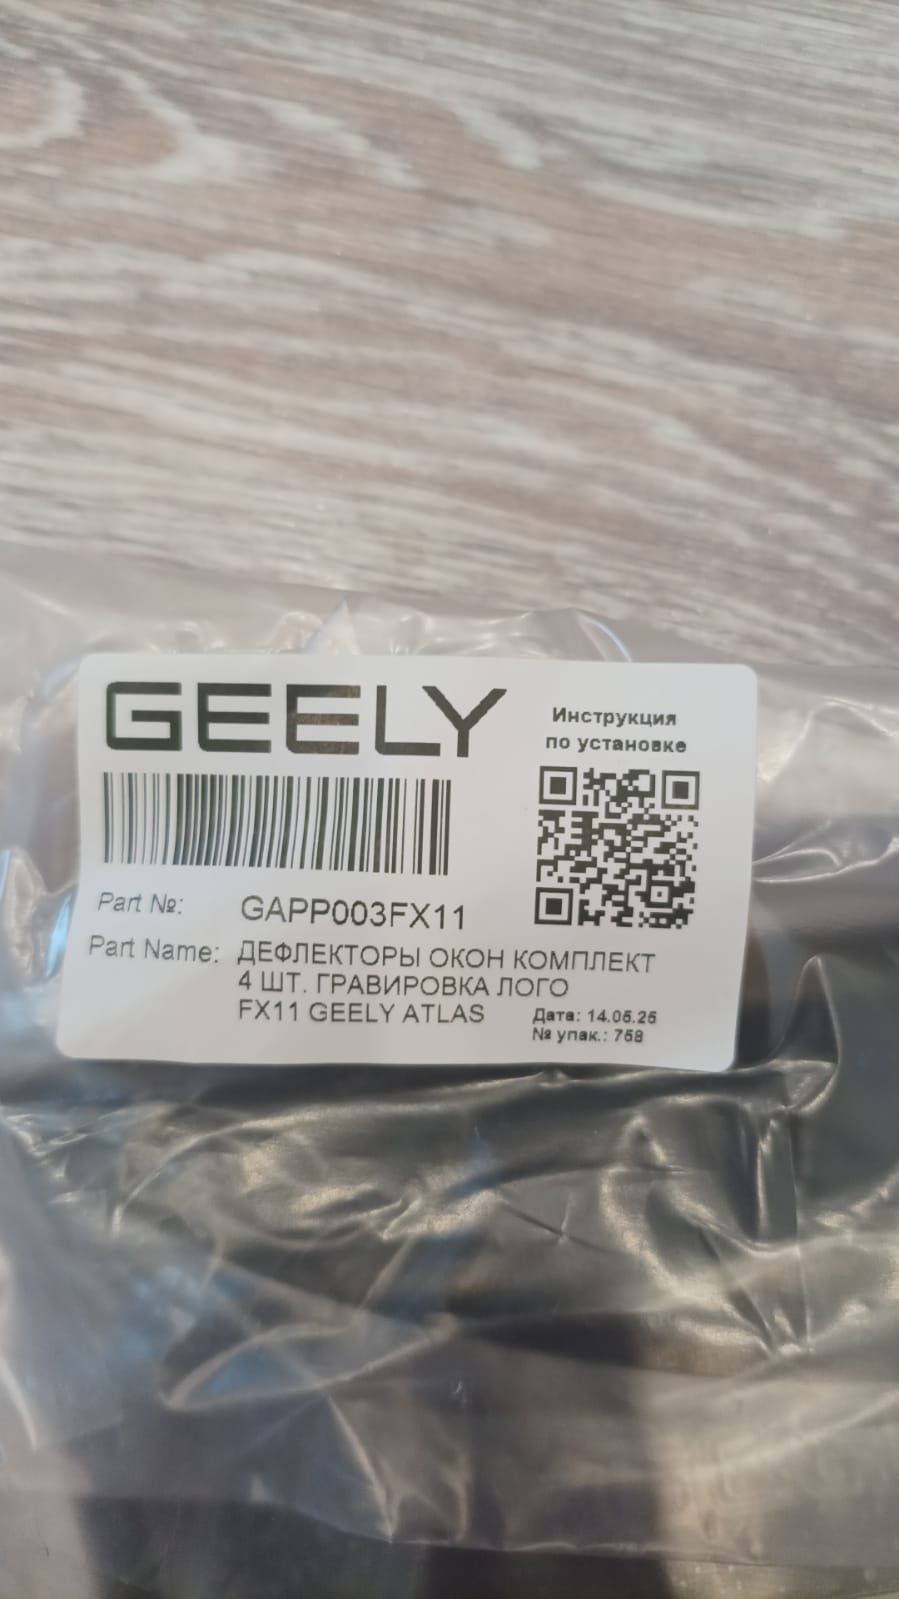 GEELY
Инструкция
по установке
Part №: GAPP003FX11
Part Name: ДЕФЛЕКТОРЫ ОКОН КОМПЛЕКТ
4 ШТ. ГРАВИРОВКА ЛОГО
FX11 GEELY ATLAS
Дата: 14.05.25
№ упак.: 758